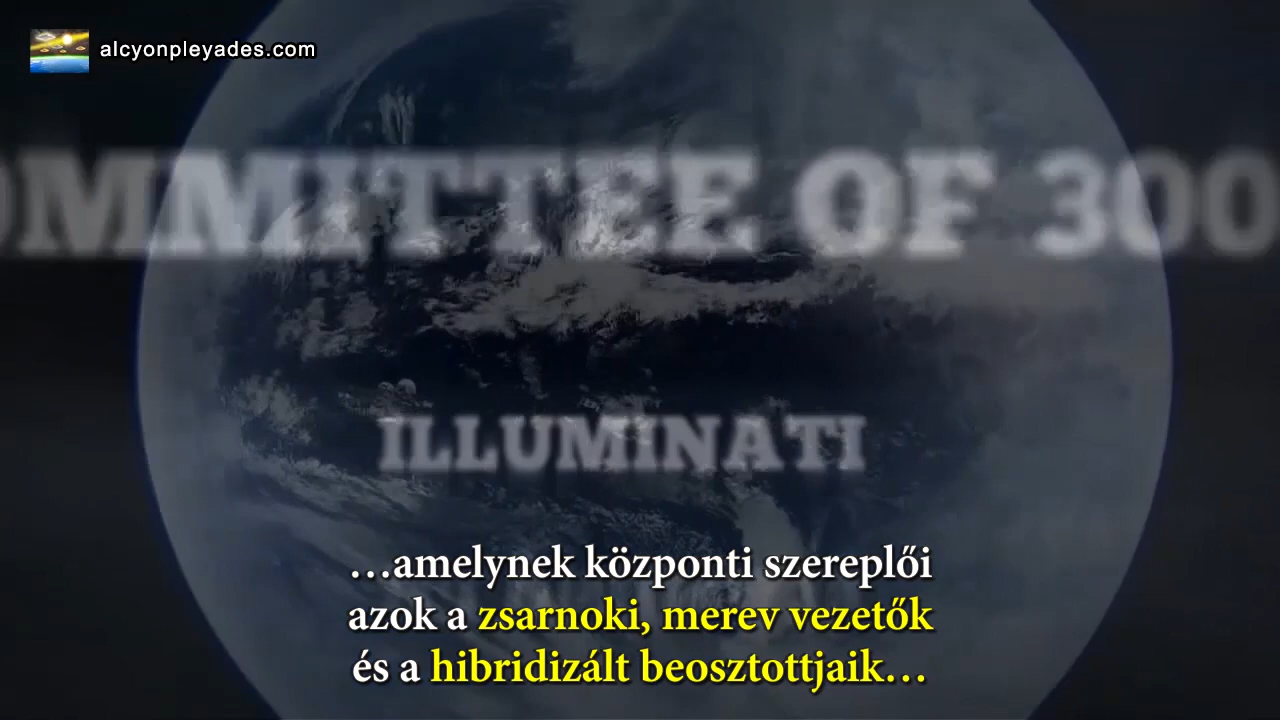 alcyonpleyades.com
OMMITTEE OF 300
ILLUMINATI
…amelynek központi szereplői
azok a zsarnoki, merev vezetők
és a hibridizált beosztottjaik…